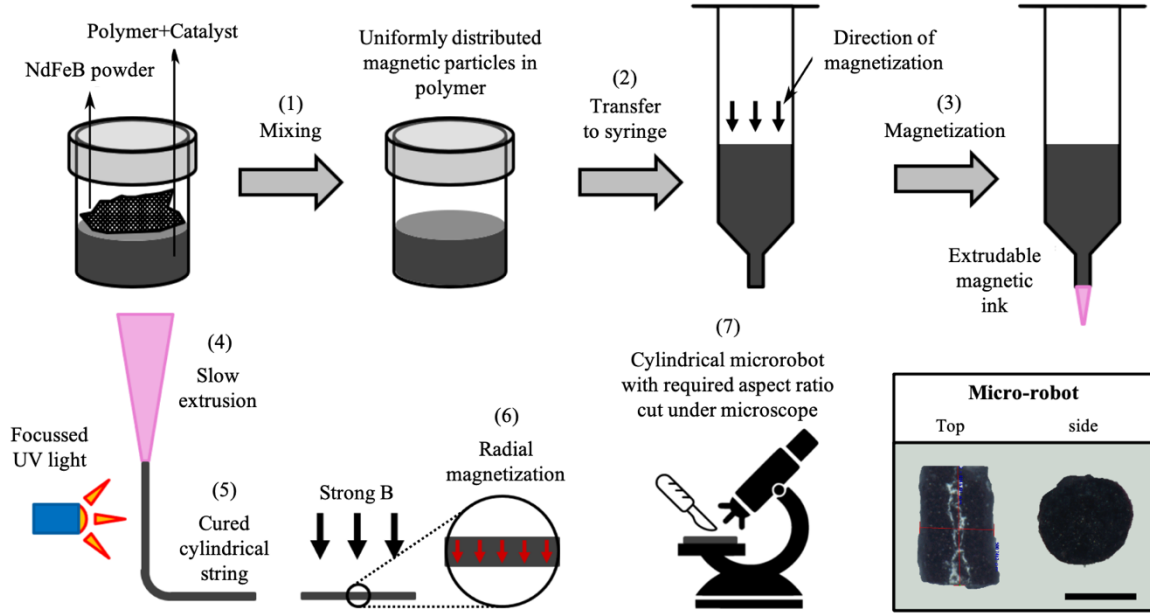 Polymer+Catalyst
NdFeB powder
(1)
Mixing
Uniformly distributed
magnetic particles in
polymer
(2)
Transfer
to syringe
Direction of
magnetization
(3)
Magnetization
Extrudable
magnetic
ink
(4)
Slow
extrusion
Focussed
UV light
(5)
Cured
cylindrical
string
Strong B
(6)
Radial
magnetization
(7)
Cylindrical microrobot
with required aspect ratio
cut under microscope
Micro-robot
Top
side